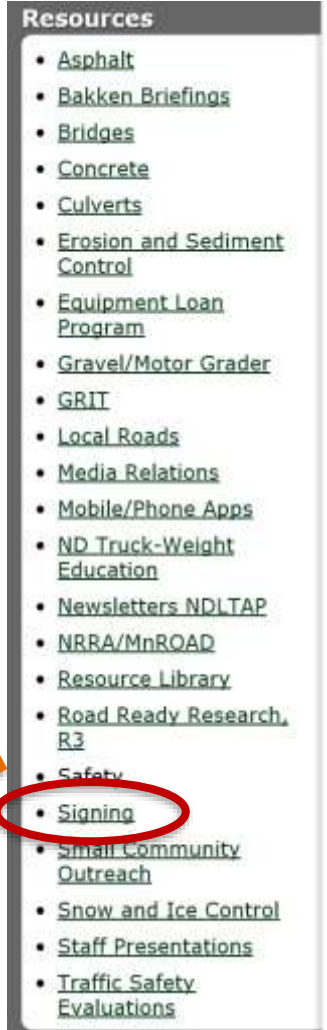 Resources
• Asphalt
• Bakken Briefings
• Bridges
• Concrete
• Culverts
• Erosion and Sediment
Control
• Equipment Loan
Program
• Gravel/Motor Grader
• GRIT
• Local Roads
• Media Relations
• Mobile/Phone Apps
• ND Truck-Weight
Education
• Newsletters NDLTAP
• NRRA/MnROAD
• Resource Library
• Road Ready Research,
R3
• Safety
• Signing
• Small Community
Outreach
• Snow and Ice Control
• Staff Presentations
• Traffic Safety
Evaluations